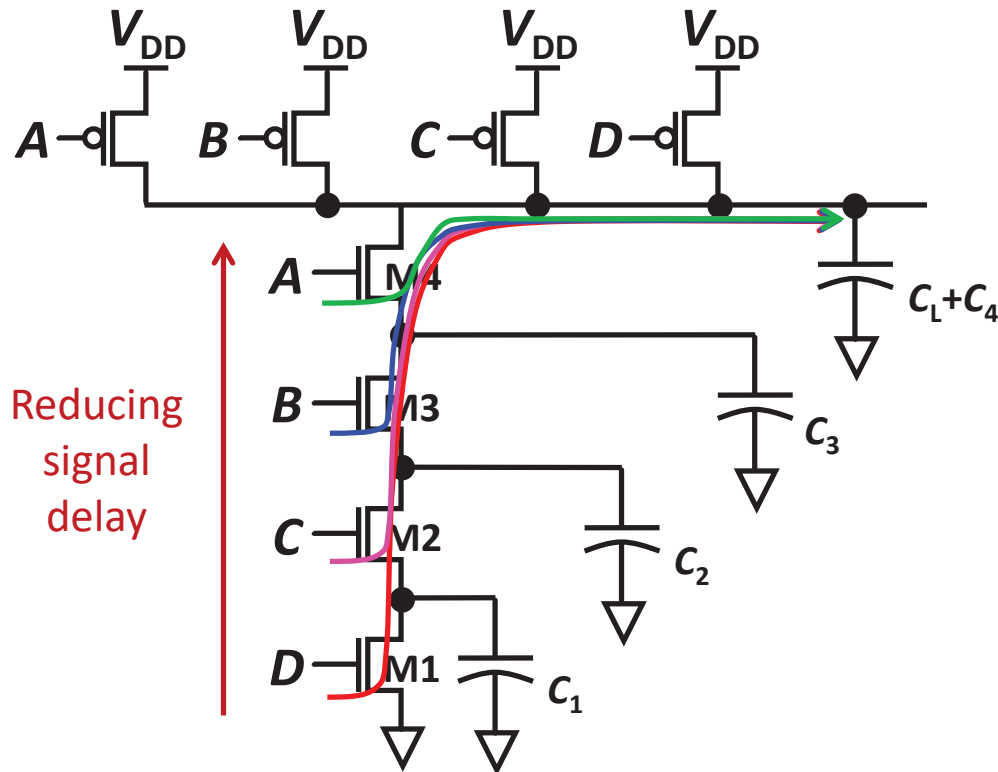 VDD VDD VDD VDD
A B C D
A M4
CL+C4
B M3
C3
Reducing
signal
delay
C M2
C2
D M1
C1